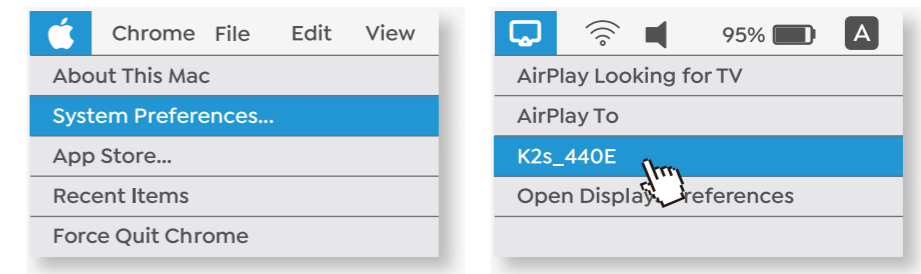 Chrome File Edit View
About This Mac
System Preferences...
App Store...
Recent Items
Force Quit Chrome
95% A
AirPlay Looking for TV
AirPlay To
K2s_440E
Open Display Preferences